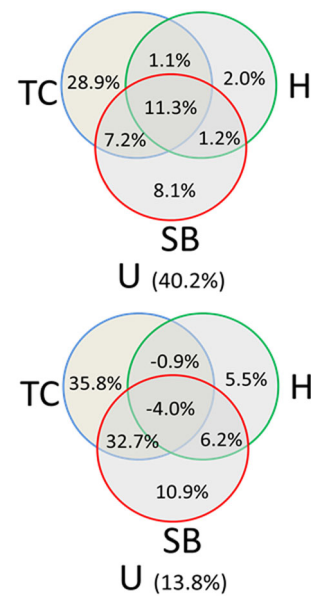 1.1%
28.9% 2.0%
TC H
11.3%
7.2% 1.2%
8.1%
SB
U (40.2%)
-0.9%
35.8% 5.5%
TC H
-4.0%
32.7% 6.2%
10.9%
SB
U (13.8%)